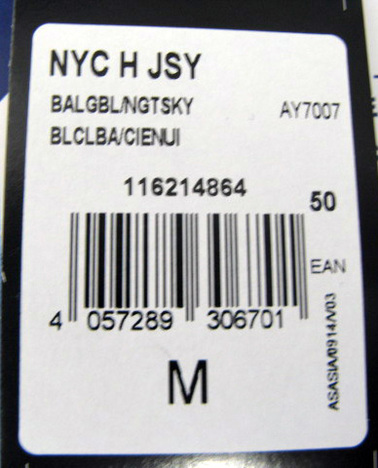 NYC H JSY
BALGBL/NGTSKY AY7007
BLCLBA/CIENUI
116214864
50
EAN
4 057289 306701
ASASIA/0914/V03
M